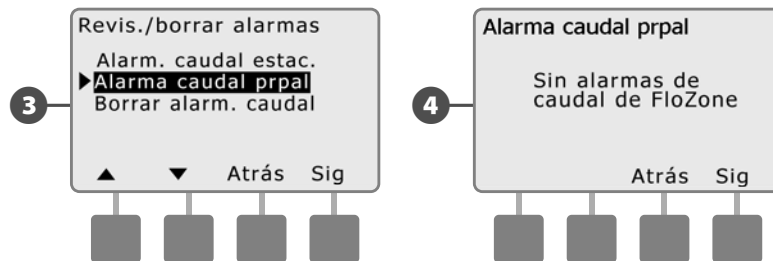 3
Revis./borrar alarmas
Alarm. caudal estac.
Alarma caudal prpal
Borrar alarm. caudal
Atrás Sig
4
Alarma caudal prpal
Sin alarmas de
caudal de FloZone
Atrás Sig